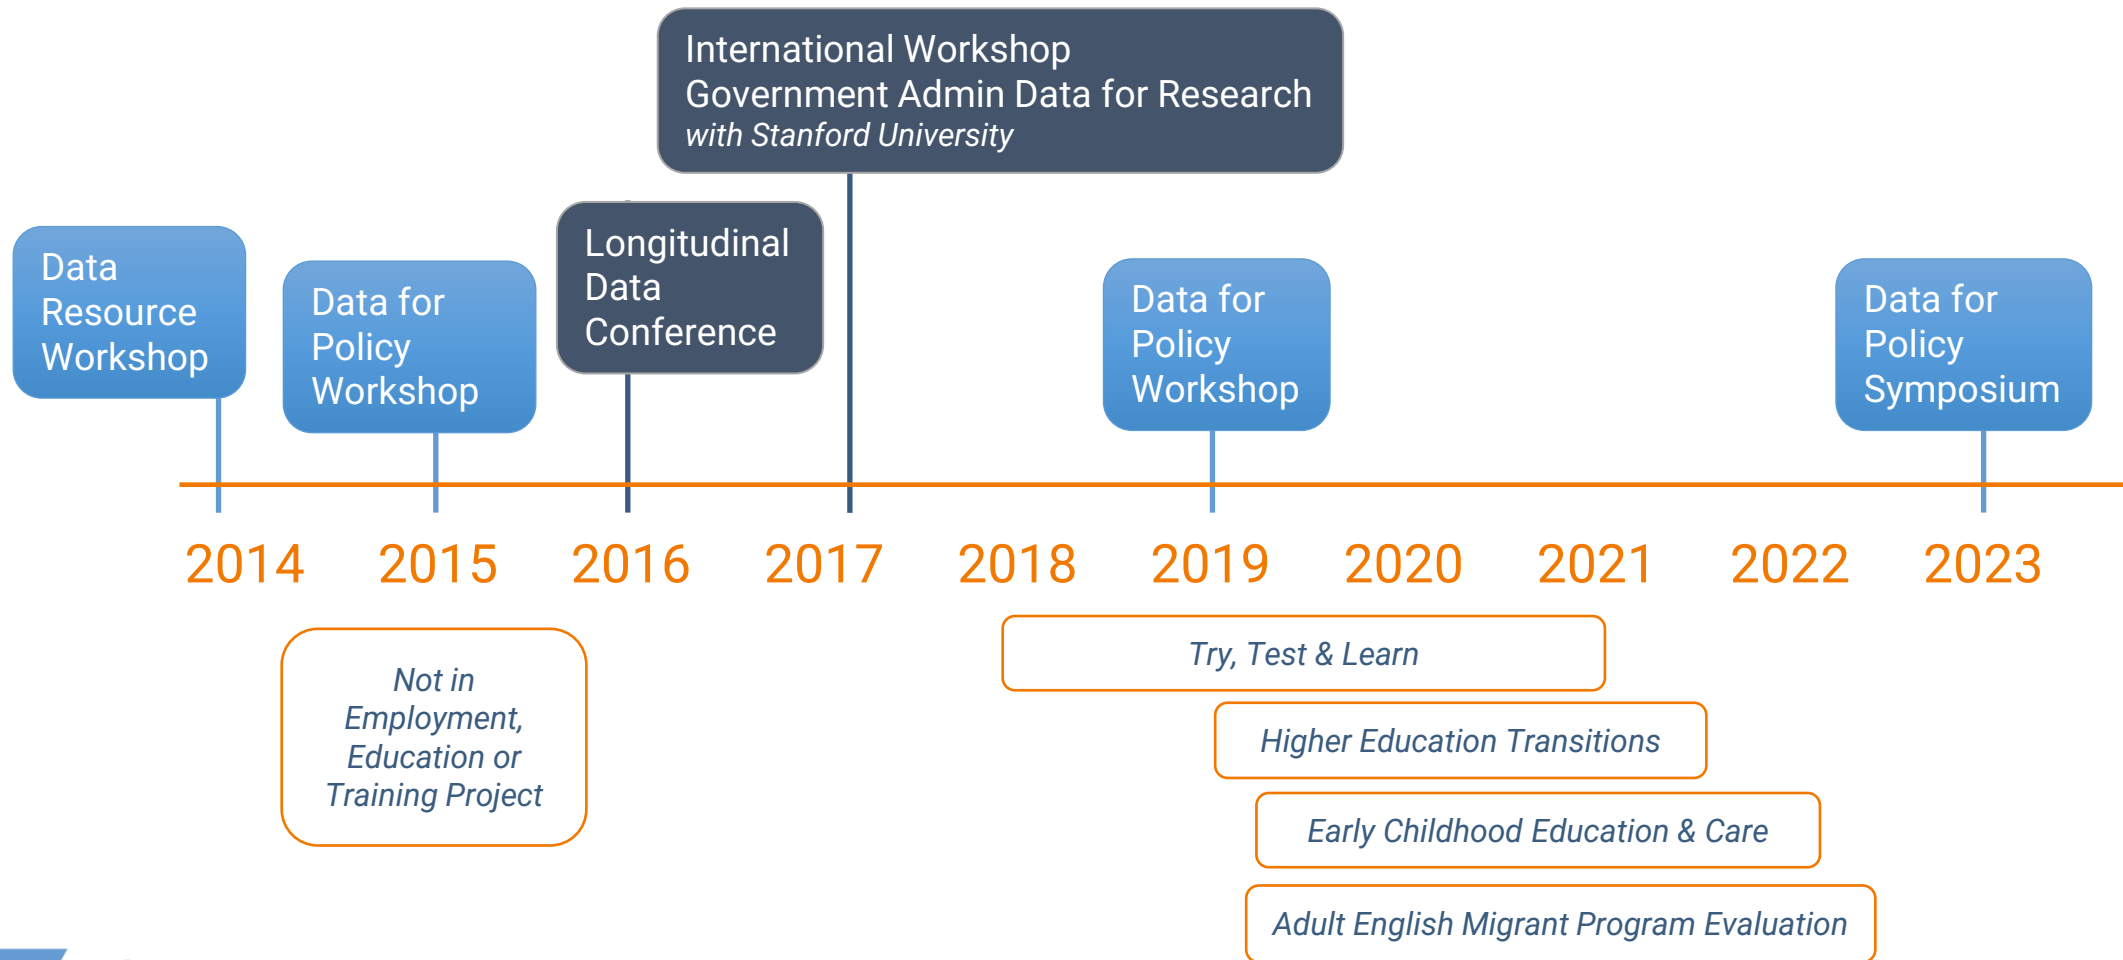 International Workshop
Government Admin Data for Research
with Stanford University
Data
Resource
Workshop
Data for
Policy
Workshop
Longitudinal
Data
Conference
Data for
Policy
Workshop
Data for
Policy
Symposium
2014 2015 2016 2017 2018 2019 2020 2021 2022 2023
Not in
Employment,
Education or
Training Project
Try, Test & Learn
Higher Education Transitions
Early Childhood Education & Care
Adult English Migrant Program Evaluation